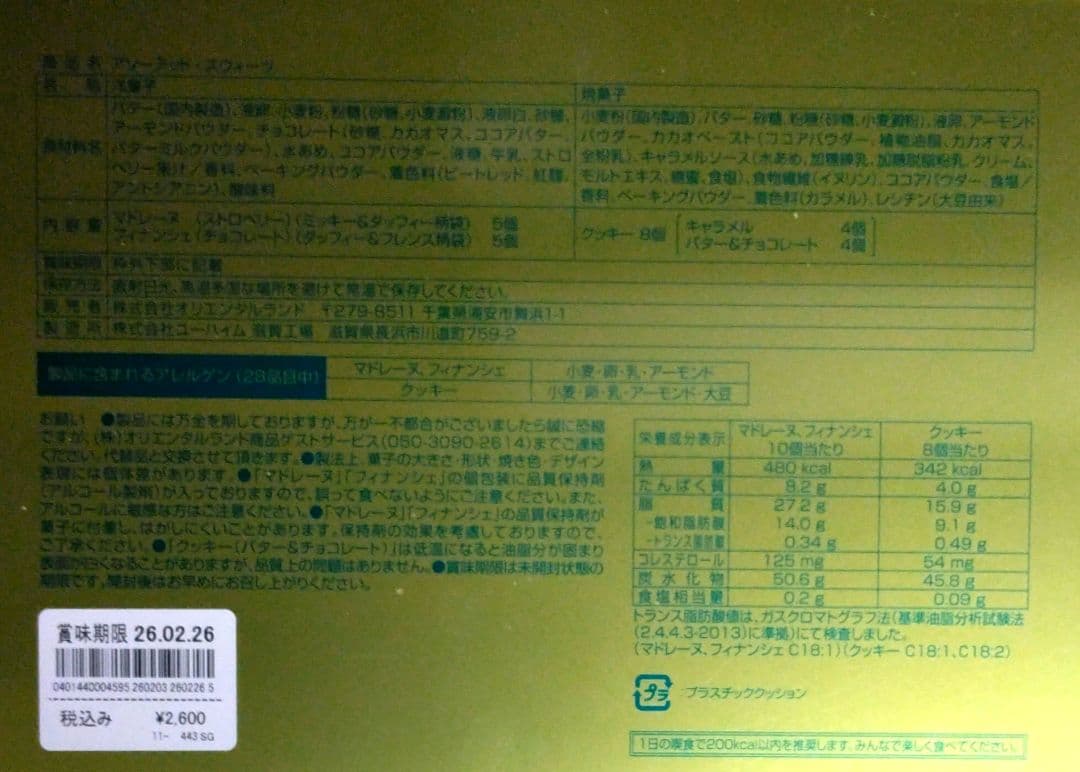 商品名 アソーテッド・スウィーツ
名 称 洋菓子 焼菓子
原材料名
バター(国内製造)、液卵、小麦粉、粉糖(砂糖、小麦澱粉)、液卵白、砂糖、
アーモンドパウダー、チョコレート(砂糖、カカオマス、ココアバター、
バターミルクパウダー)、水あめ、ココアパウダー、液糖、牛乳、ストロ
ベリー果汁/香料、ベーキングパウダー、着色料(ビートレッド、紅麹、
アントシアニン)、酸味料
小麦粉(国内製造)、バター、砂糖、粉糖(砂糖、小麦澱粉)、液卵、アーモンド
パウダー、カカオペースト(ココアパウダー、植物油脂、カカオマス、
全粉乳)、キャラメルソース(水あめ、加糖練乳、加糖脱脂粉乳、クリーム、
モルトエキス、糖蜜、食塩)、食物繊維(イヌリン)、ココアパウダー、食塩/
香料、ベーキングパウダー、着色料(カラメル)、レシチン(大豆由来)
内容量
マドレーヌ (ストロベリー) (ミッキー&ダッフィー柄袋) 5個
フィナンシェ(チョコレート)(ダッフィー&フレンズ柄袋) 5個
クッキー 8個
キャラメル 4個
バター&チョコレート 4個
賞味期限 枠外下部に記載
保存方法 直射日光、高温多湿な場所を避けて常温で保存してください。
販売者 株式会社オリエンタルランド 〒279-8511 千葉県浦安市舞浜1-1
製造所 株式会社ユーハイム 滋賀工場 滋賀県長浜市川道町759-2
製品に含まれるアレルゲン(28品目中)
マドレーヌ、フィナンシェ 小麦・卵・乳・アーモンド
クッキー 小麦・卵・乳・アーモンド・大豆
お願い ●製品には万全を期しておりますが、万が一不都合がございましたら誠に恐縮
ですが、(株)オリエンタルランド商品ゲストサービス(050-3090-2614)までご連絡
ください。代替品と交換させて頂きます。●製法上、菓子の大きさ・形状・焼き色・デザイン
表現には個体差があります。●「マドレーヌ」「フィナンシェ」の個包装に品質保持剤
(アルコール製剤)が入っておりますので、誤って食べないようにご注意ください。また、
アルコールに敏感な方はご注意ください。●「マドレーヌ」「フィナンシェ」の品質保持剤が
菓子に付着し、はがしにくいことがあります。保持剤の効果を考慮しておりますので、
ご了承ください。●「クッキー(バター&チョコレート)」は低温になると油脂分が固まり
表面が白くなることがありますが、品質上の問題はありません。●賞味期限は未開封状態の
期限です。開封後はお早めにお召し上がりください。
栄養成分表示 マドレーヌ、フィナンシェ 10個当たり クッキー 8個当たり
熱 量 480 kcal 342 kcal
たんぱく質 8.2 g 4.0 g
脂 質 27.2 g 15.9 g
-飽和脂肪酸 14.0 g 9.1 g
-トランス脂肪酸 0.34 g 0.49 g
コレステロール 125 mg 54 mg
炭水化物 50.6 g 45.8 g
食塩相当量 0.2 g 0.09 g
トランス脂肪酸値は、ガスクロマトグラフ法(基準油脂分析試験法
(2.4.4.3-2013)に準拠)にて検査しました。
(マドレーヌ、フィナンシェ C18:1)(クッキー C18:1、C18:2)
プラ プラスチッククッション
1日の間食で200kcal以内を推奨します。みんなで楽しく食べてください。
賞味期限 26.02.26
0401440004595 260203 260226 5
税込み ¥2,600
11- 443 SG